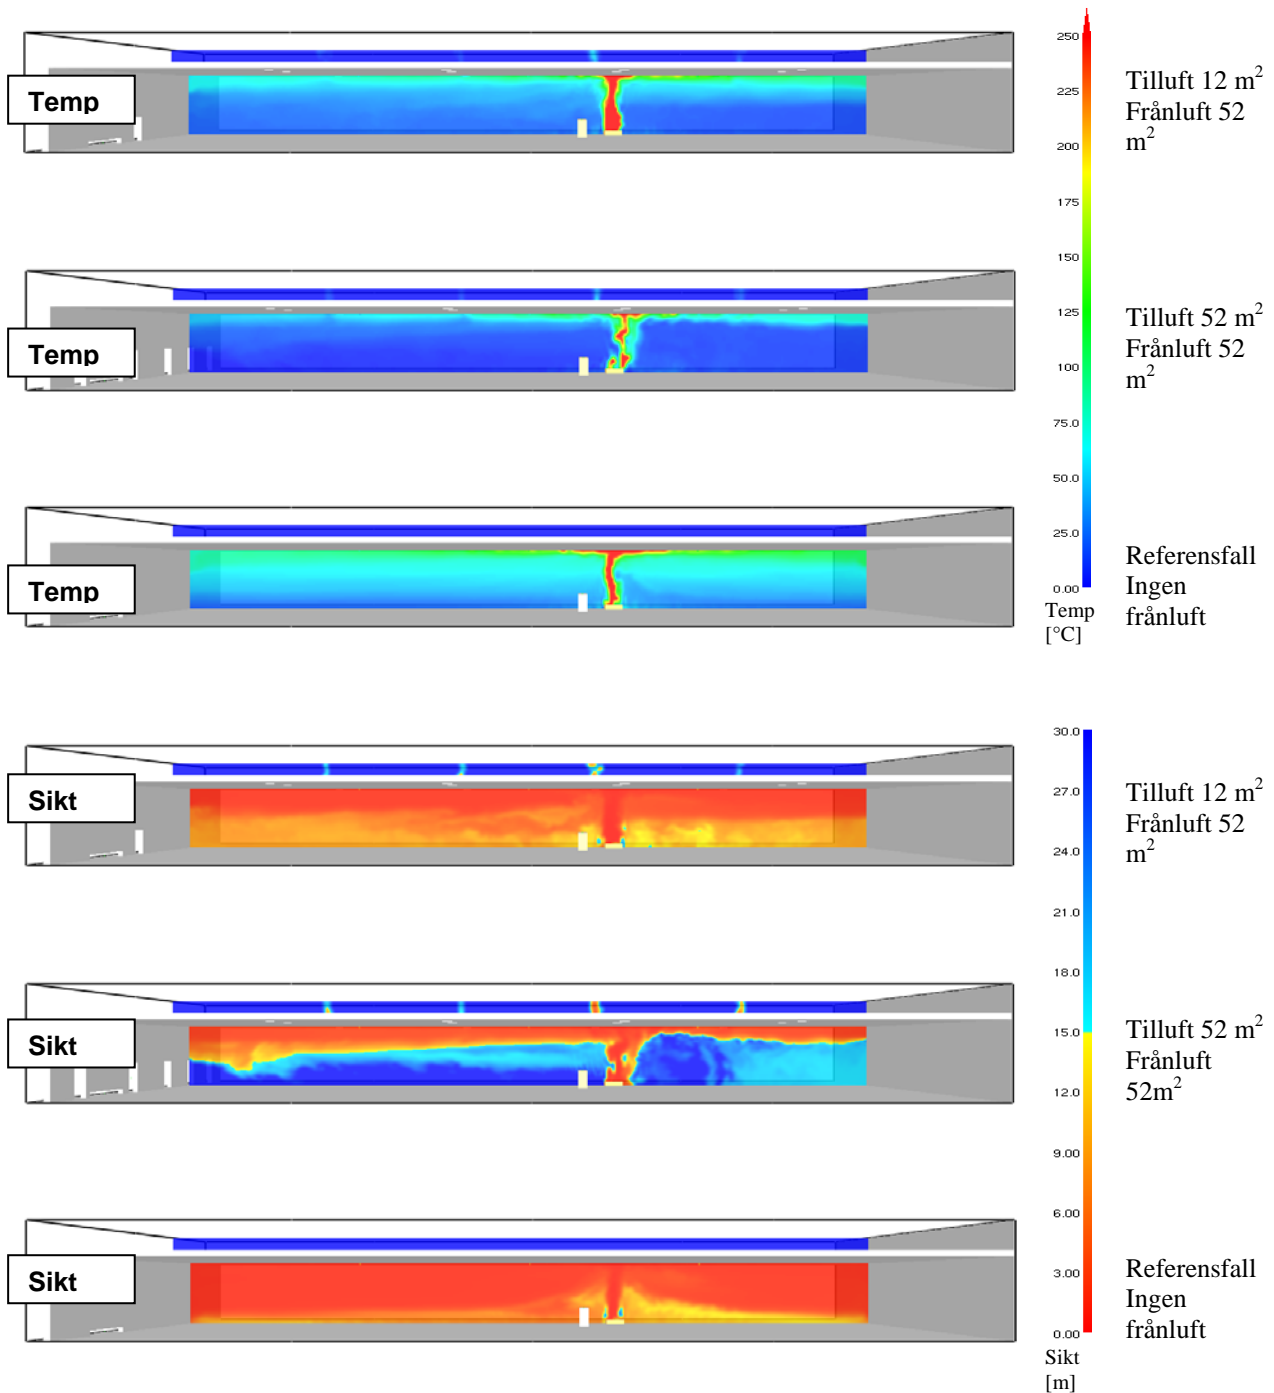 Temp
Temp
Temp
Sikt
Sikt
Sikt
250
225
200
175
150
125
100
75.0
50.0
25.0
0.00
Temp
[°C]
30.0
27.0
24.0
21.0
18.0
15.0
12.0
9.00
6.00
3.00
0.00
Sikt
[m]
Tilluft 12 m²
Frånluft 52
m²
Tilluft 52 m²
Frånluft 52
m²
Referensfall
Ingen
frånluft
Tilluft 12 m²
Frånluft 52
m²
Tilluft 52 m²
Frånluft
52m²
Referensfall
Ingen
frånluft